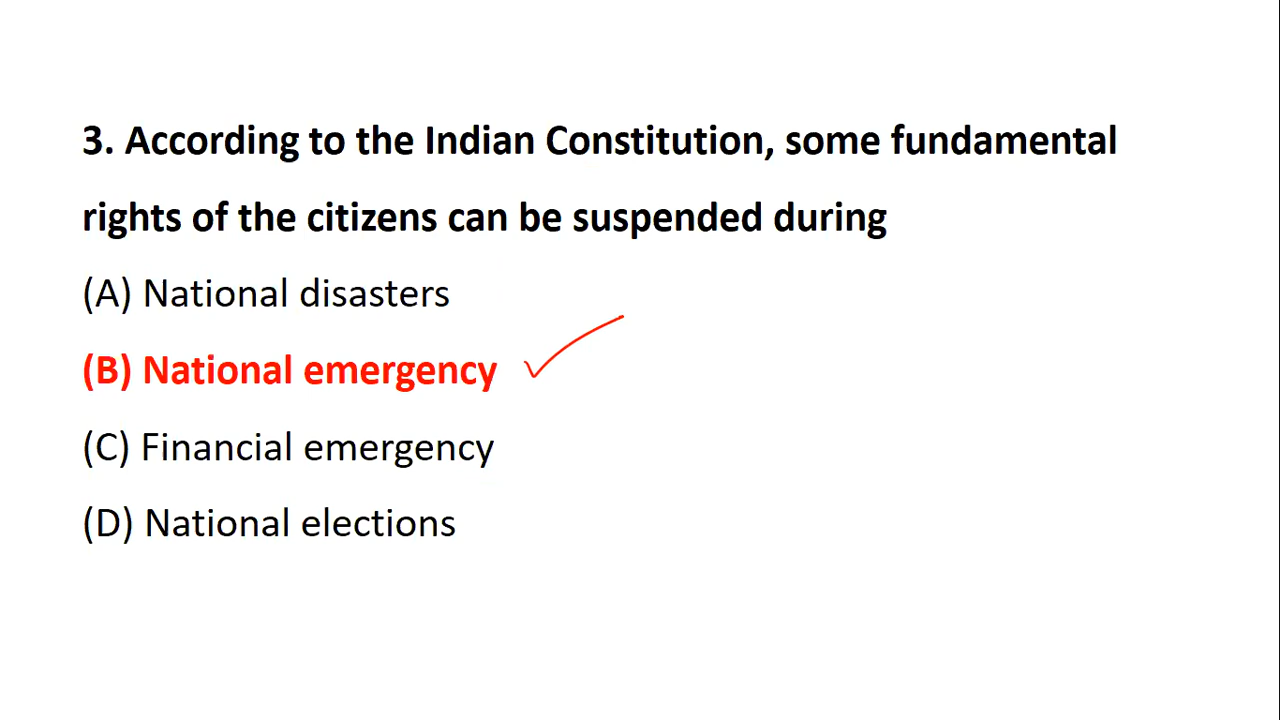 3. According to the Indian Constitution, some fundamental
rights of the citizens can be suspended during
(A) National disasters
(B) National emergency
(C) Financial emergency
(D) National elections